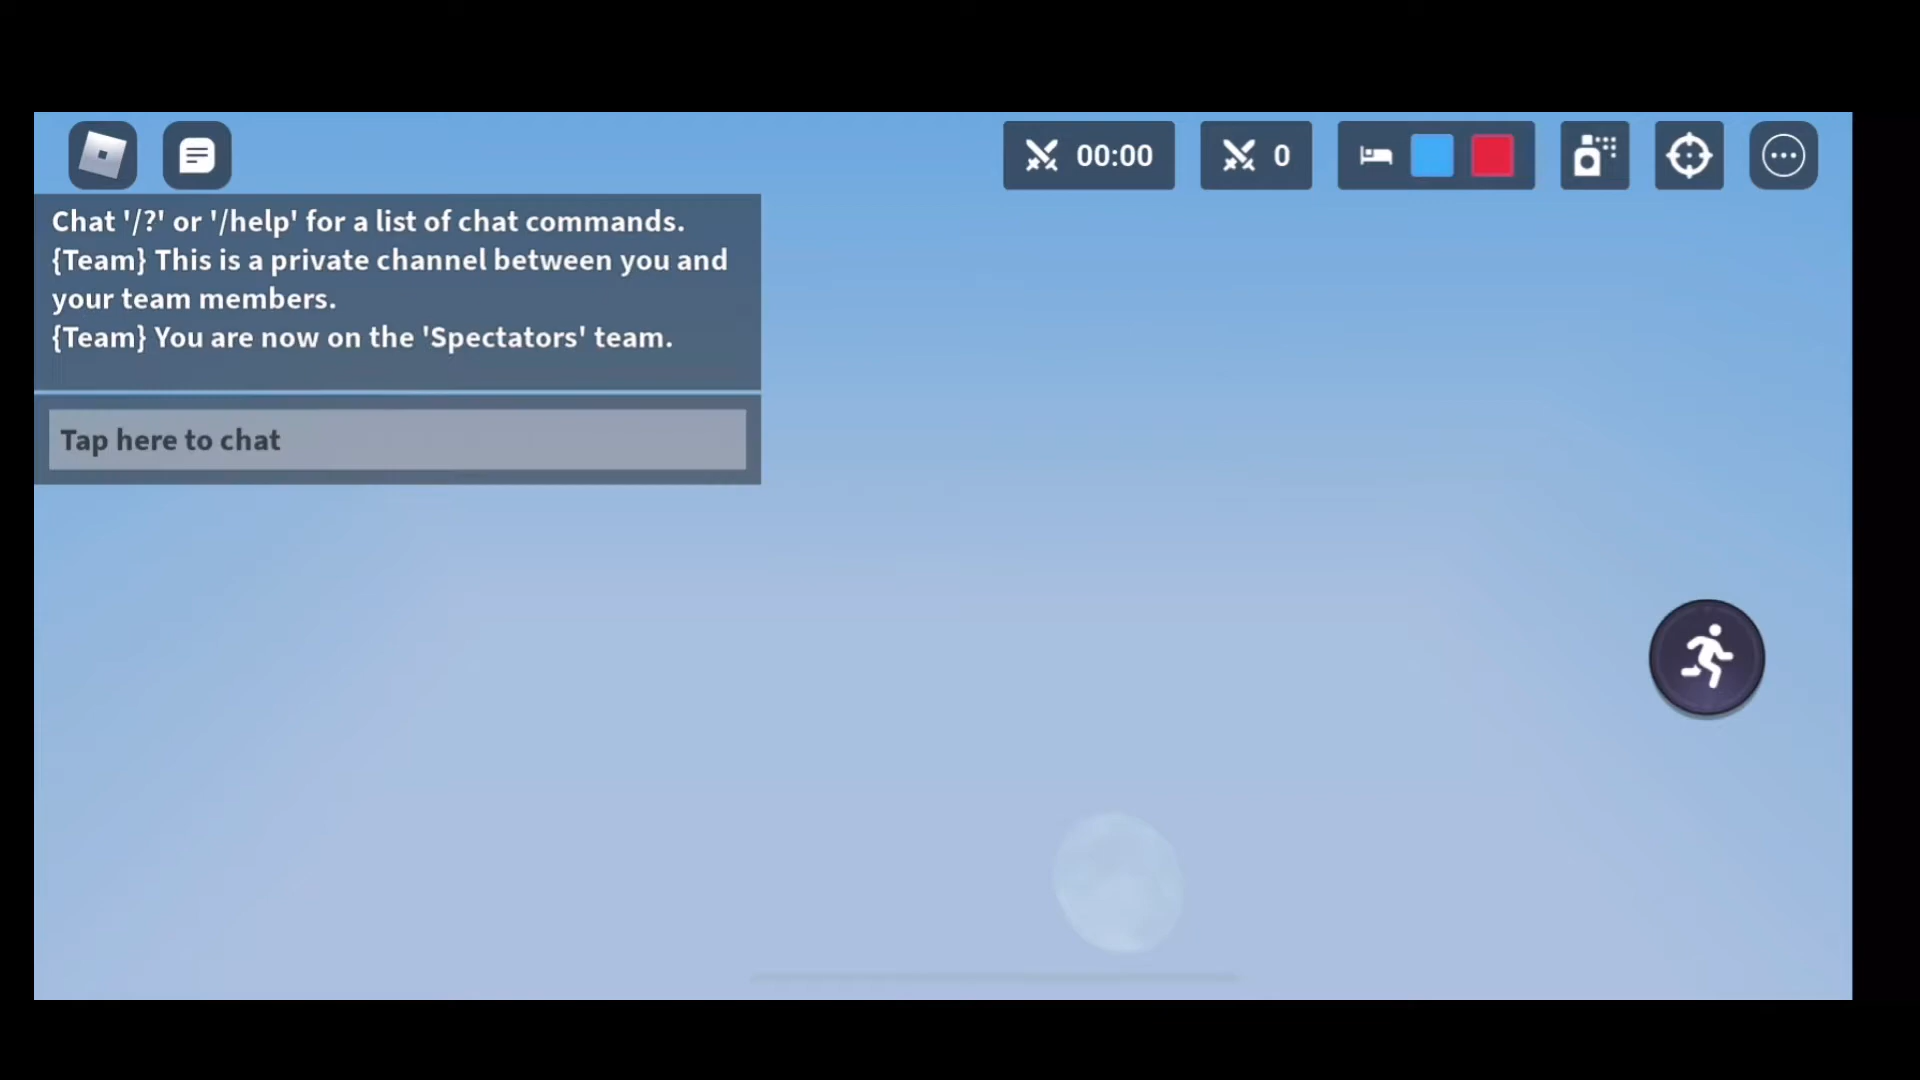 00:00
0
Chat '/?' or '/help' for a list of chat commands.
{Team} This is a private channel between you and
your team members.
{Team} You are now on the 'Spectators' team.
Tap here to chat